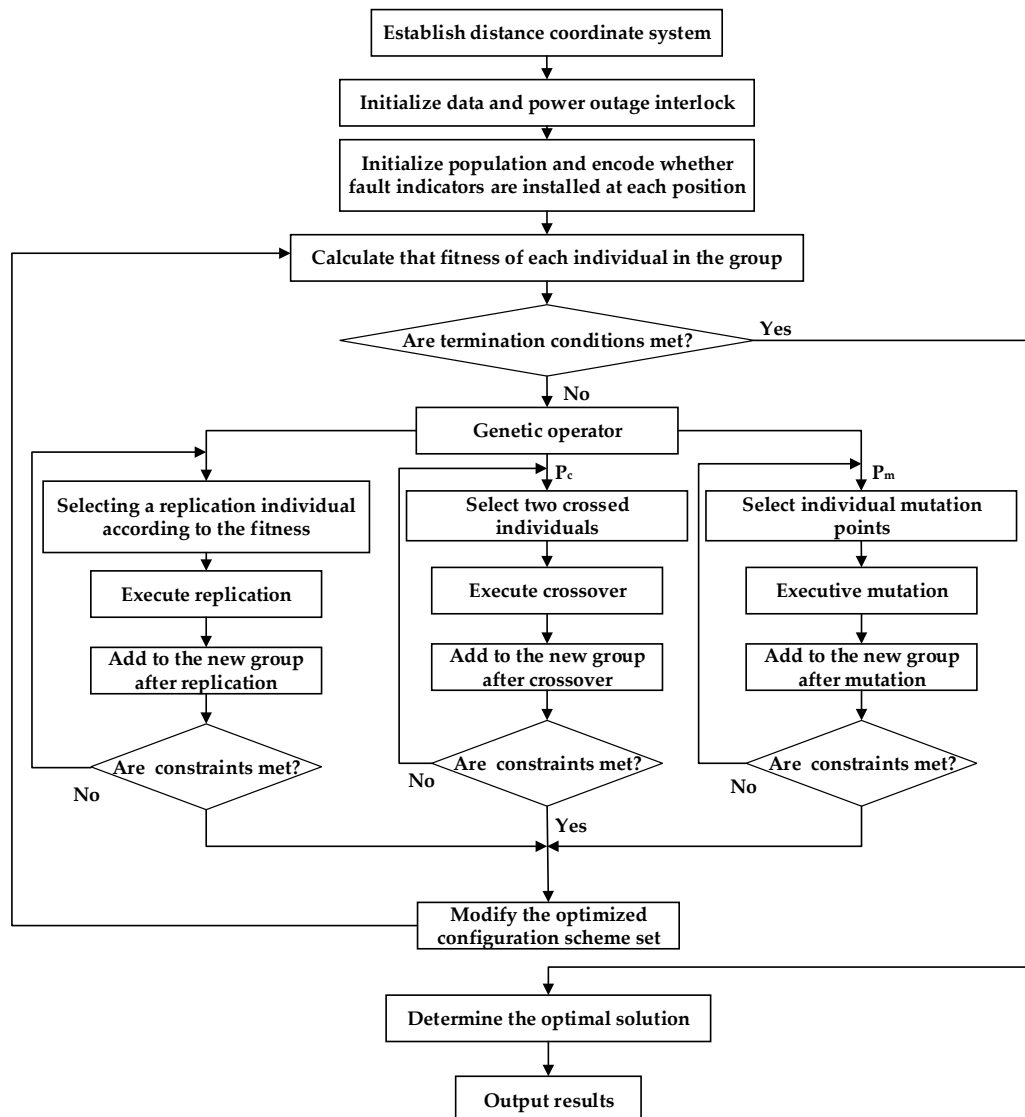 Establish distance coordinate system
Initialize data and power outage interlock
Initialize population and encode whether
fault indicators are installed at each position
Calculate that fitness of each individual in the group
Are termination conditions met?
Yes
No
Genetic operator
Pc
Pm
Selecting a replication individual
according to the fitness
Select two crossed
individuals
Select individual mutation
points
Execute replication
Execute crossover
Executive mutation
Add to the new group
after replication
Add to the new group
after crossover
Add to the new group
after mutation
Are constraints met?
Are constraints met?
Are constraints met?
No
No
No
Yes
Modify the optimized
configuration scheme set
Determine the optimal solution
Output results